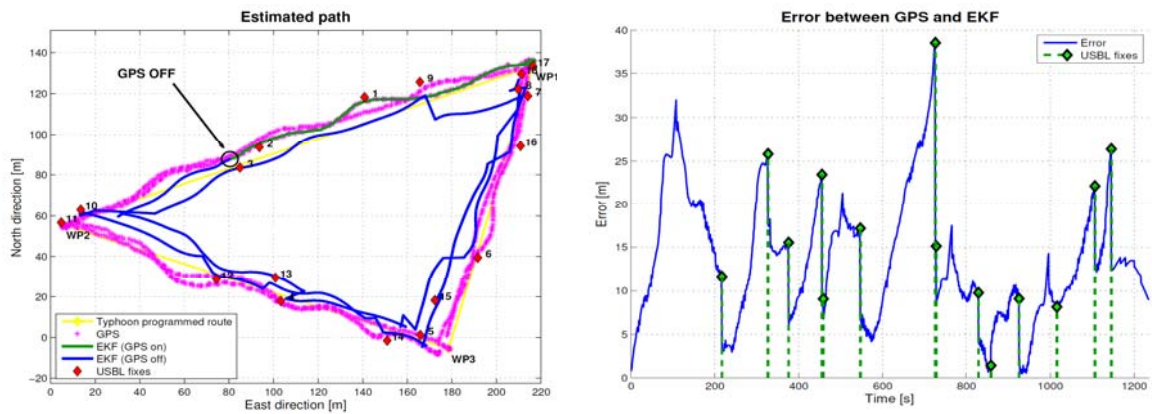 Estimated path
GPS OFF
North direction [m]
140
120
100
80
60
40
20
0
−20
0 20 40 60 80 100 120 140 160 180 200 220
East direction [m]
17
WP1
7
9
1
2
3
16
10
11
WP2
6
13
12
15
5
14
WP3
Typhoon programmed route
GPS
EKF (GPS on)
EKF (GPS off)
USBL fixes
Error between GPS and EKF
Error
USBL fixes
Error [m]
40
35
30
25
20
15
10
5
0
0 200 400 600 800 1000 1200
Time [s]